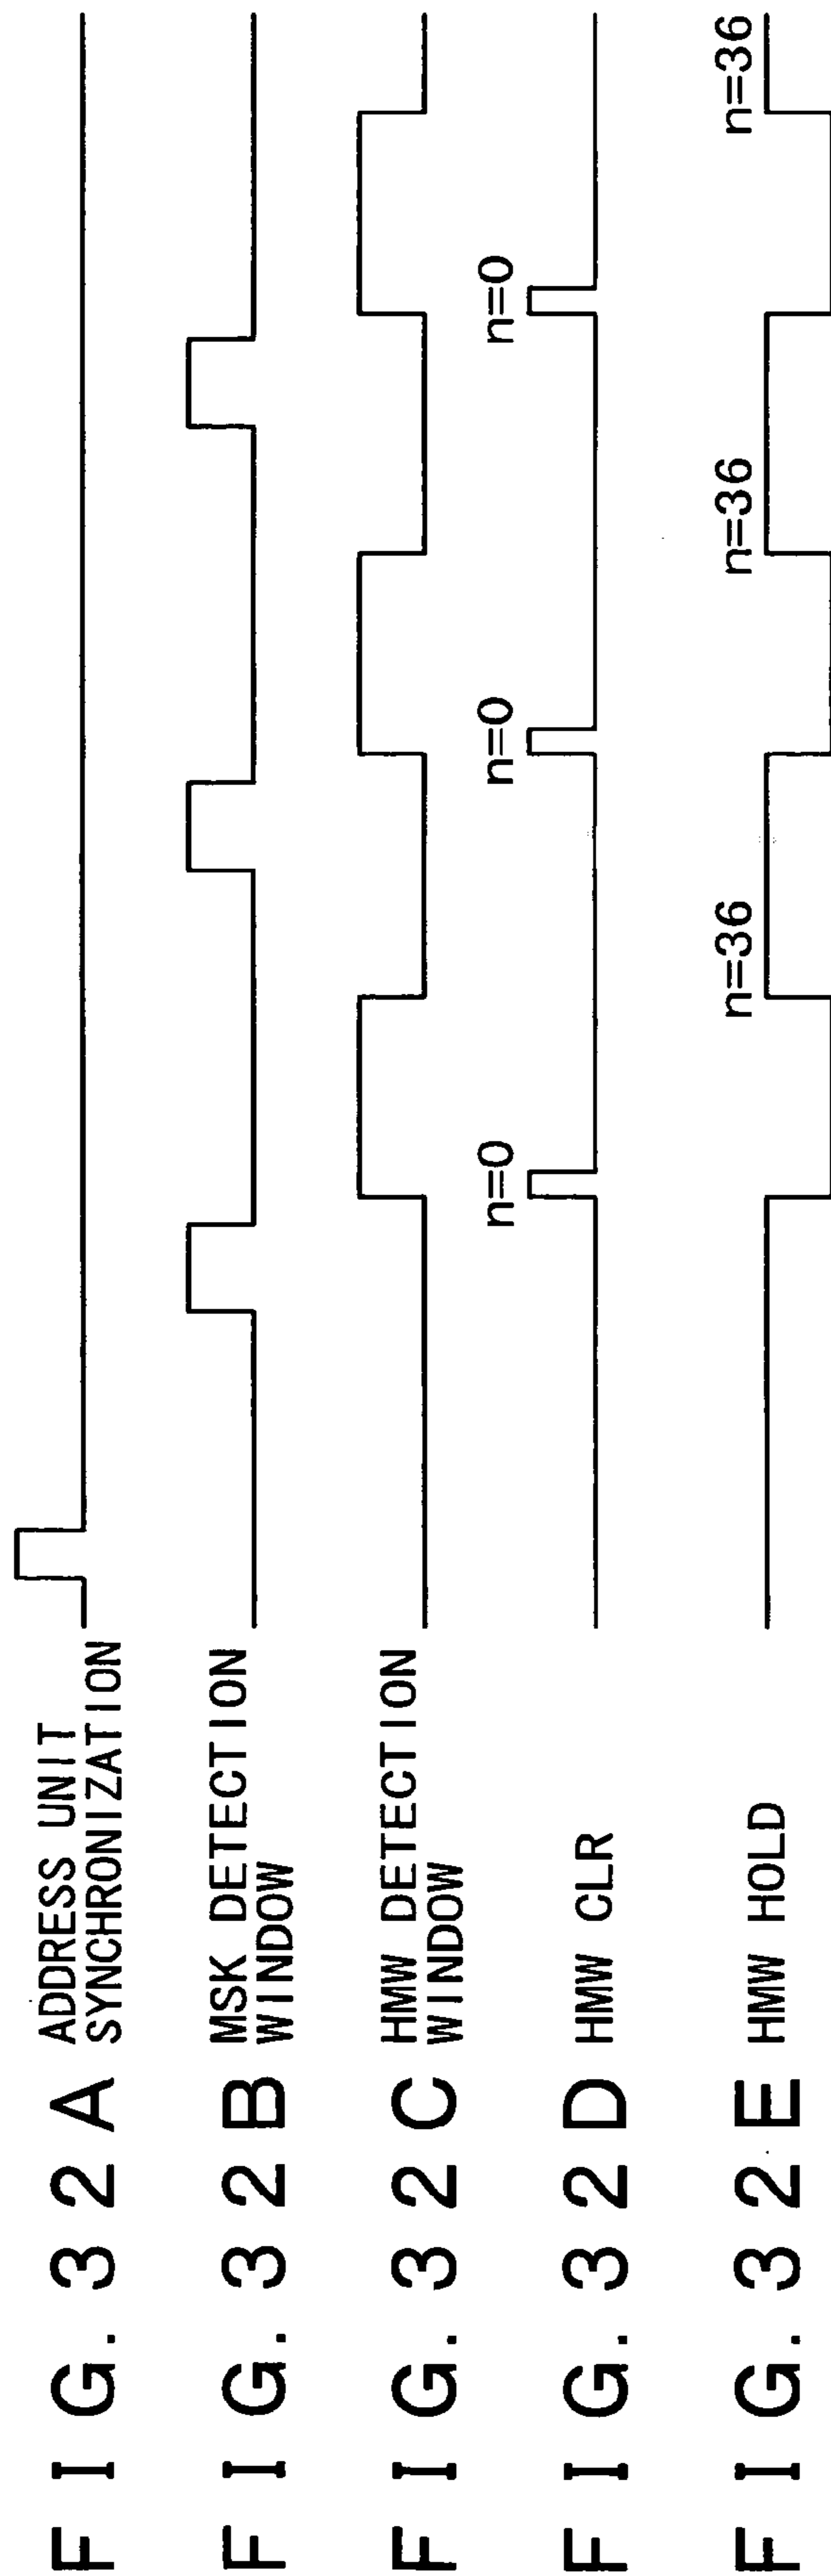 FIG. 32A ADDRESS UNIT
SYNCHRONIZATION
FIG. 32B MSK DETECTION
WINDOW
FIG. 32C HMW DETECTION
WINDOW
n=0 n=0 n=0
FIG. 32D HMW CLR
n=36 n=36 n=36
FIG. 32E HMW HOLD